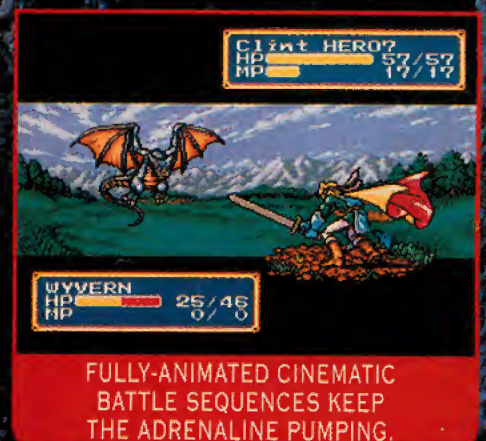 Clint HERO7
HP 57/57
MP 17/17
WYVERN
HP 25/46
MP 0/ 0
FULLY-ANIMATED CINEMATIC
BATTLE SEQUENCES KEEP
THE ADRENALINE PUMPING.